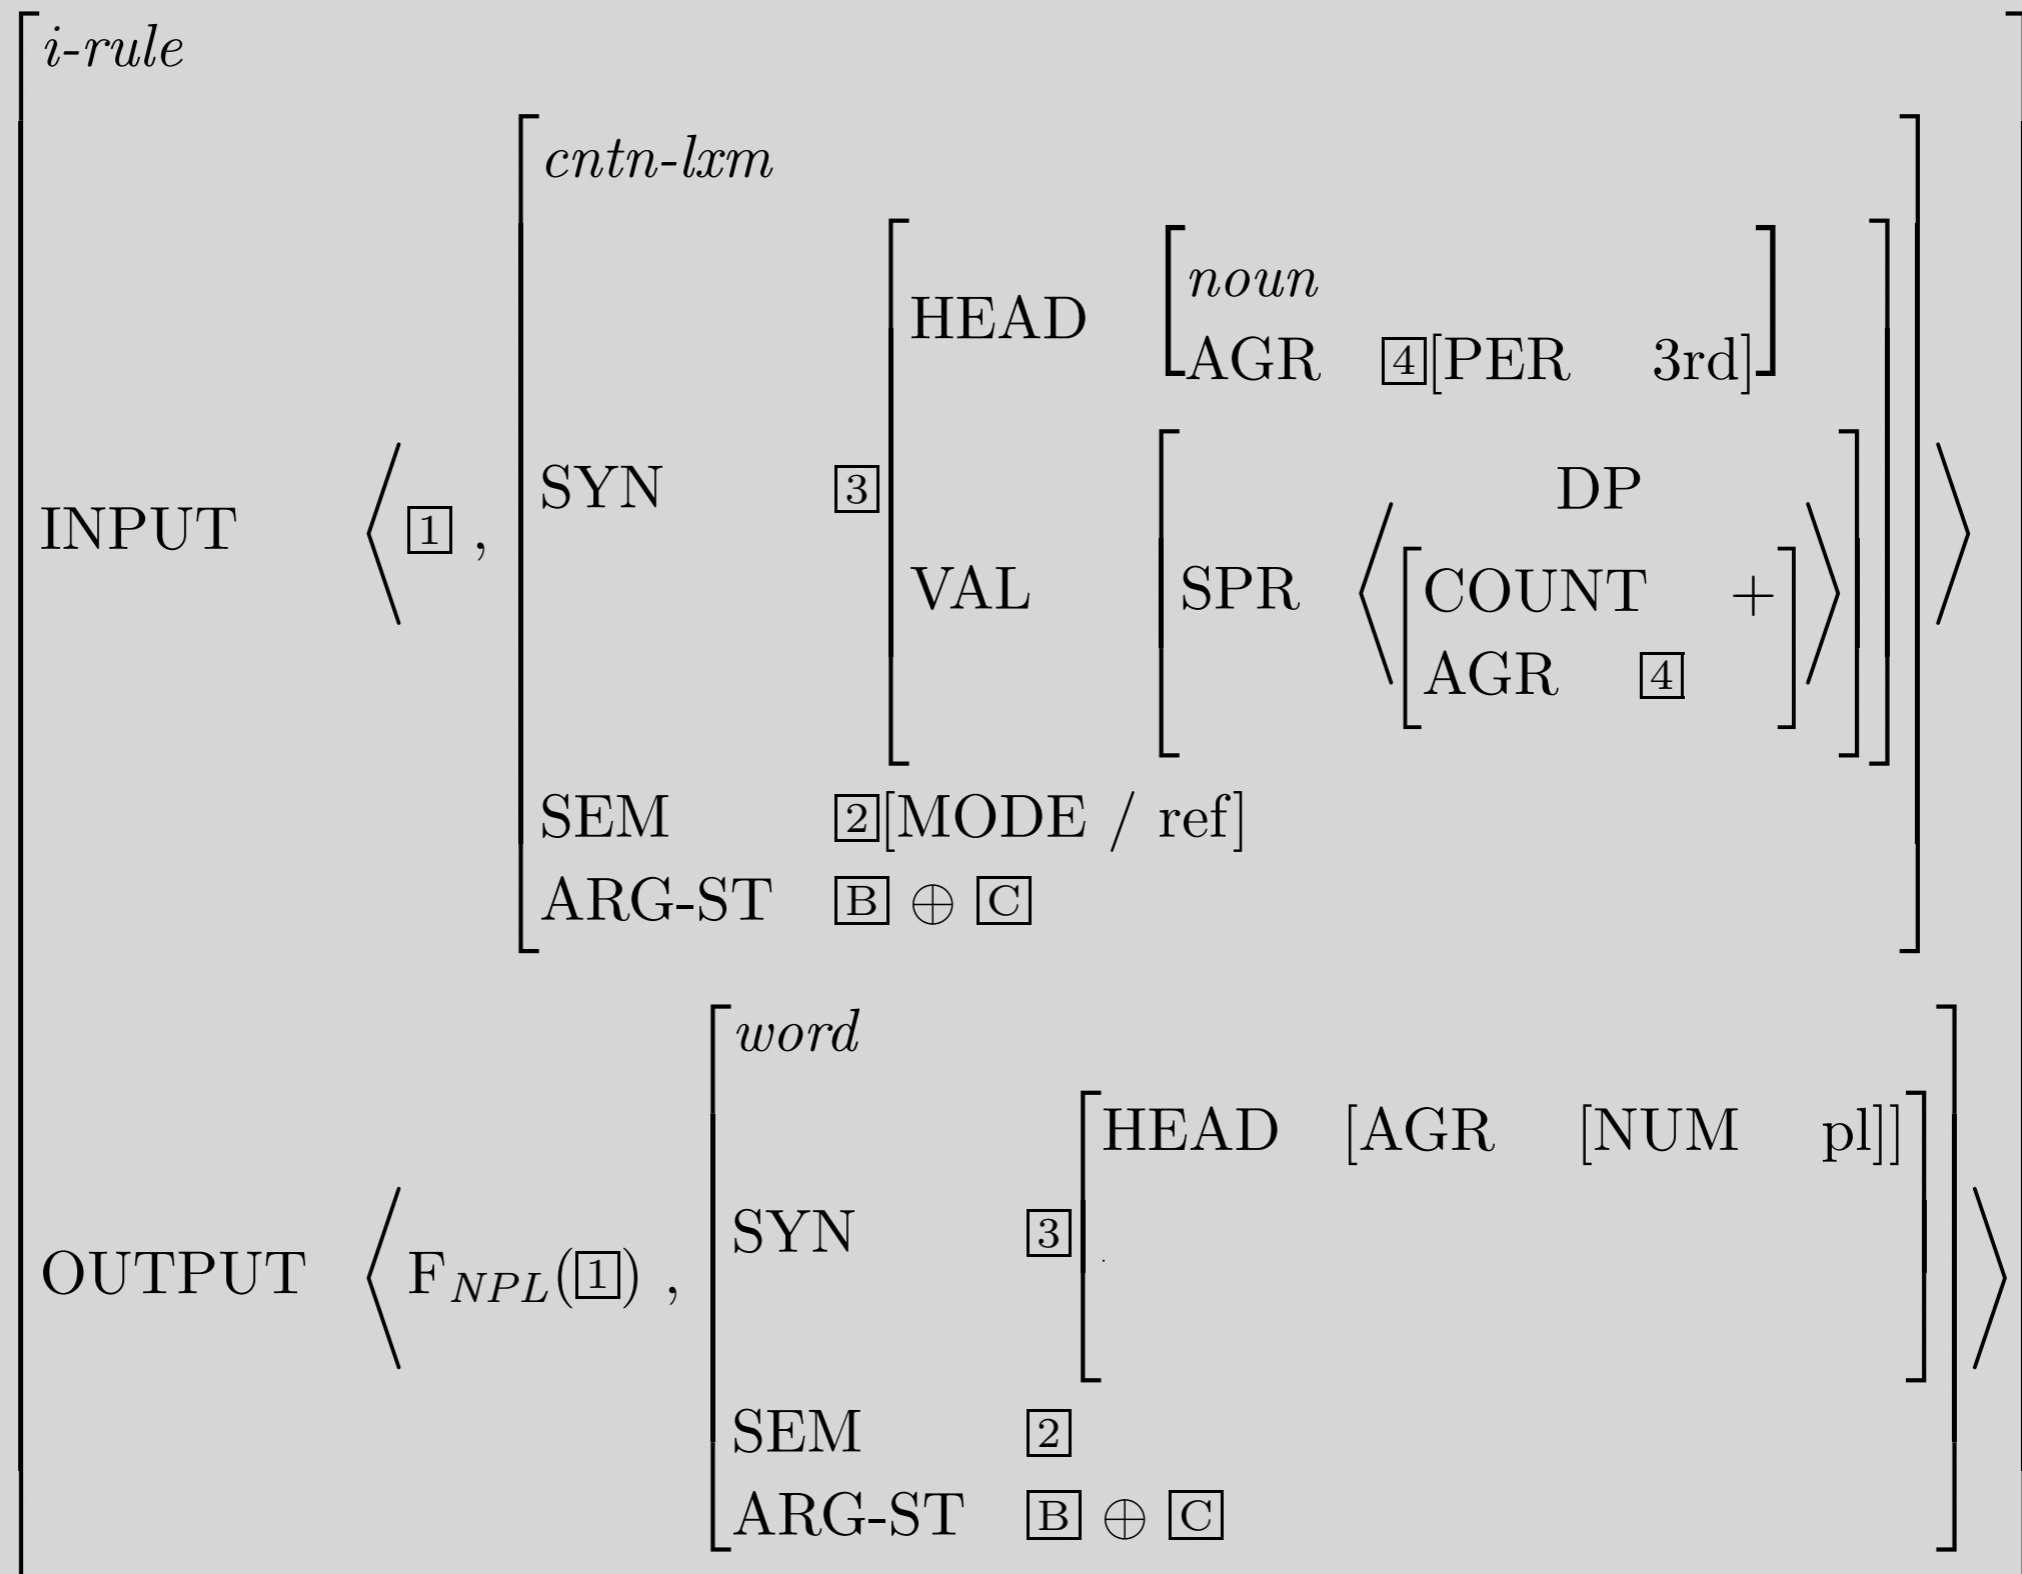 i-rule
cntn-lxm
noun
HEAD
AGR 4[PER 3rd]
SYN 3
DP
INPUT ⟨ 1 ,
VAL SPR ⟨ COUNT + ⟩ ⟩
AGR 4
SEM 2[MODE / ref]
ARG-ST B ⊕ C
word
HEAD [AGR [NUM pl]]
SYN 3
OUTPUT ⟨ F_NPL(1) , ⟩
SEM 2
ARG-ST B ⊕ C